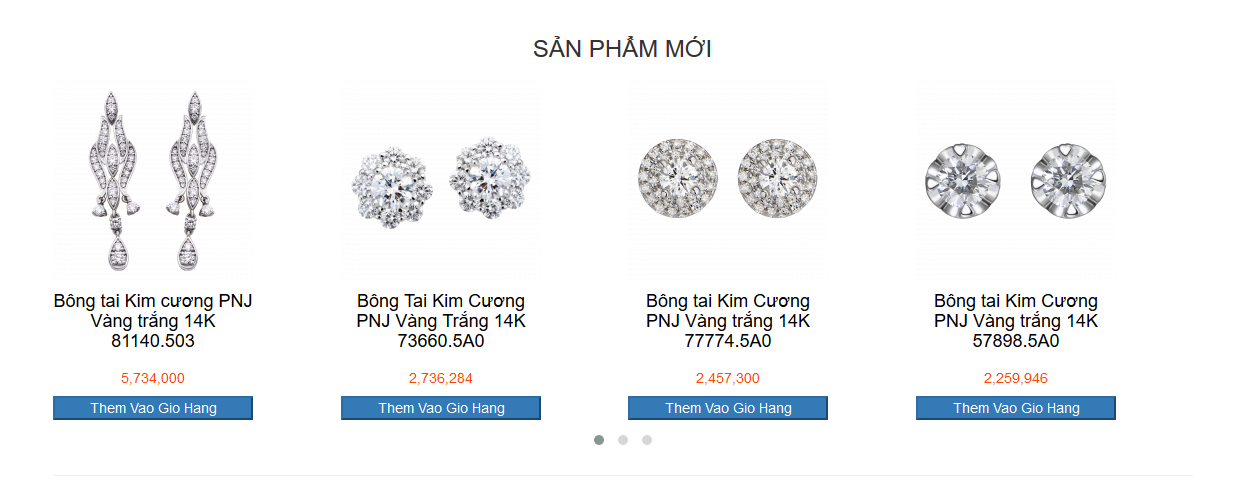 SẢN PHẨM MỚI
Bông tai Kim cương PNJ
Vàng trắng 14K
81140.503
5,734,000
Them Vao Gio Hang
Bông Tai Kim Cương
PNJ Vàng Trắng 14K
73660.5A0
2,736,284
Them Vao Gio Hang
Bông tai Kim Cương
PNJ Vàng trắng 14K
77774.5A0
2,457,300
Them Vao Gio Hang
Bông tai Kim Cương
PNJ Vàng trắng 14K
57898.5A0
2,259,946
Them Vao Gio Hang